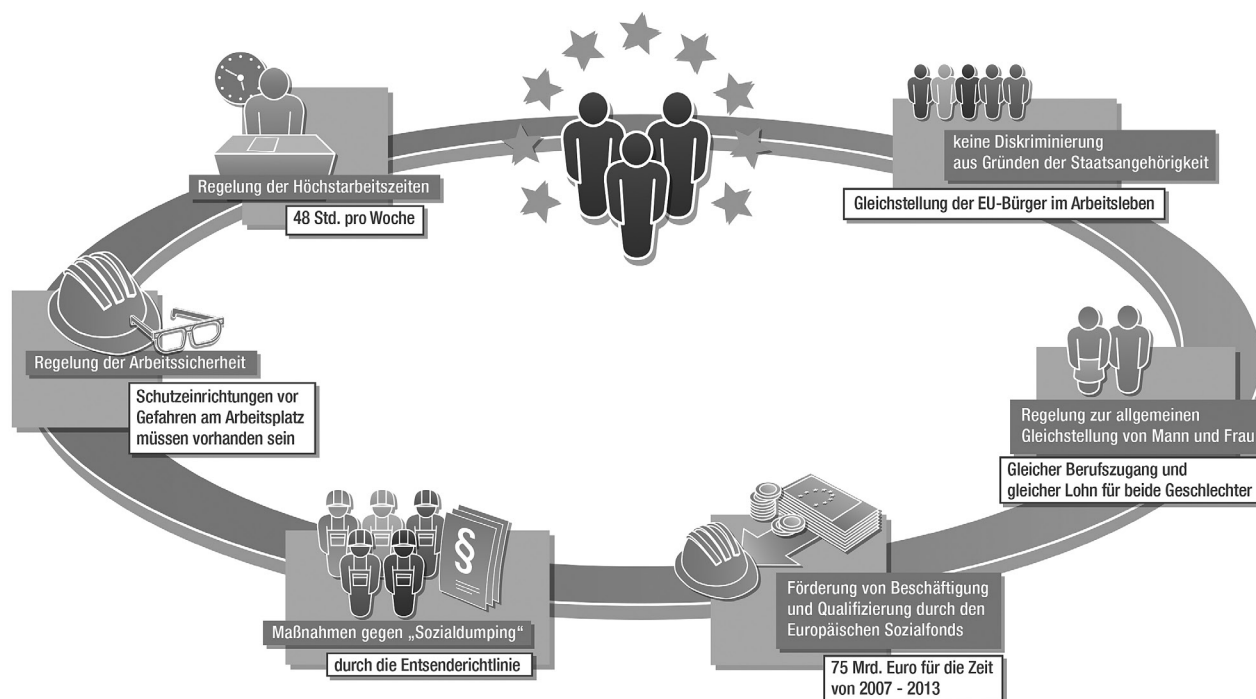 Regelung der Höchstarbeitszeiten
48 Std. pro Woche
keine Diskriminierung
aus Gründen der Staatsangehörigkeit
Gleichstellung der EU-Bürger im Arbeitsleben
Regelung der Arbeitssicherheit
Schutzeinrichtungen vor
Gefahren am Arbeitsplatz
müssen vorhanden sein
Regelung zur allgemeinen
Gleichstellung von Mann und Frau
Gleicher Berufszugang und
gleicher Lohn für beide Geschlechter
§
Maßnahmen gegen „Sozialdumping“
durch die Entsenderichtlinie
Förderung von Beschäftigung
und Qualifizierung durch den
Europäischen Sozialfonds
75 Mrd. Euro für die Zeit
von 2007 - 2013